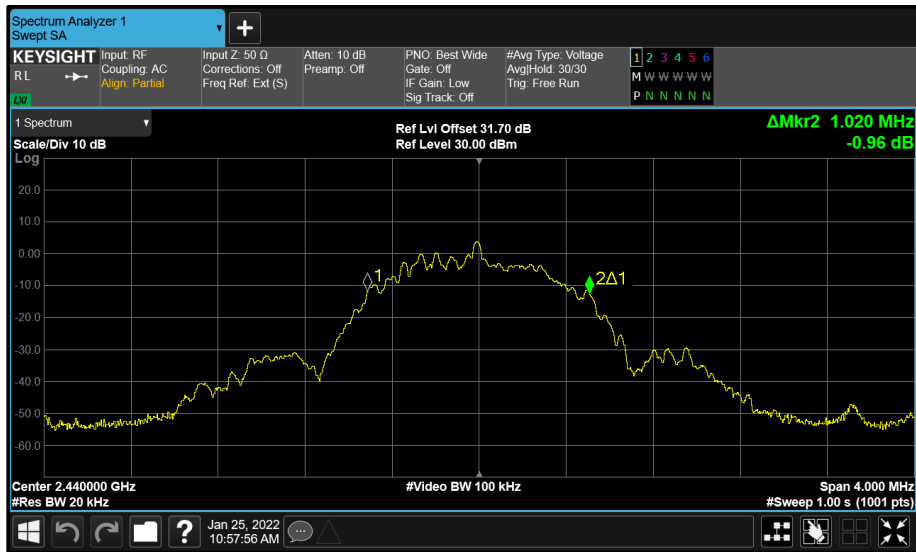 Spectrum Analyzer 1
Swept SA
+
KEYSIGHT
RL
LXI
Input: RF
Coupling: AC
Align: Partial
Input Z: 50 Ω
Corrections: Off
Freq Ref: Ext (S)
Atten: 10 dB
Preamp: Off
PNO: Best Wide
Gate: Off
IF Gain: Low
Sig Track: Off
#Avg Type: Voltage
Avg|Hold: 30/30
Trig: Free Run
1 2 3 4 5 6
M W W W W W
P N N N N N
1 Spectrum
Scale/Div 10 dB
Ref Lvl Offset 31.70 dB
Ref Level 30.00 dBm
ΔMkr2 1.020 MHz
-0.96 dB
Log
20.0
10.0
0.00
-10.0
-20.0
-30.0
-40.0
-50.0
-60.0
1
2Δ1
Center 2.440000 GHz
#Res BW 20 kHz
#Video BW 100 kHz
Span 4.000 MHz
#Sweep 1.00 s (1001 pts)
?
Jan 25, 2022
10:57:56 AM